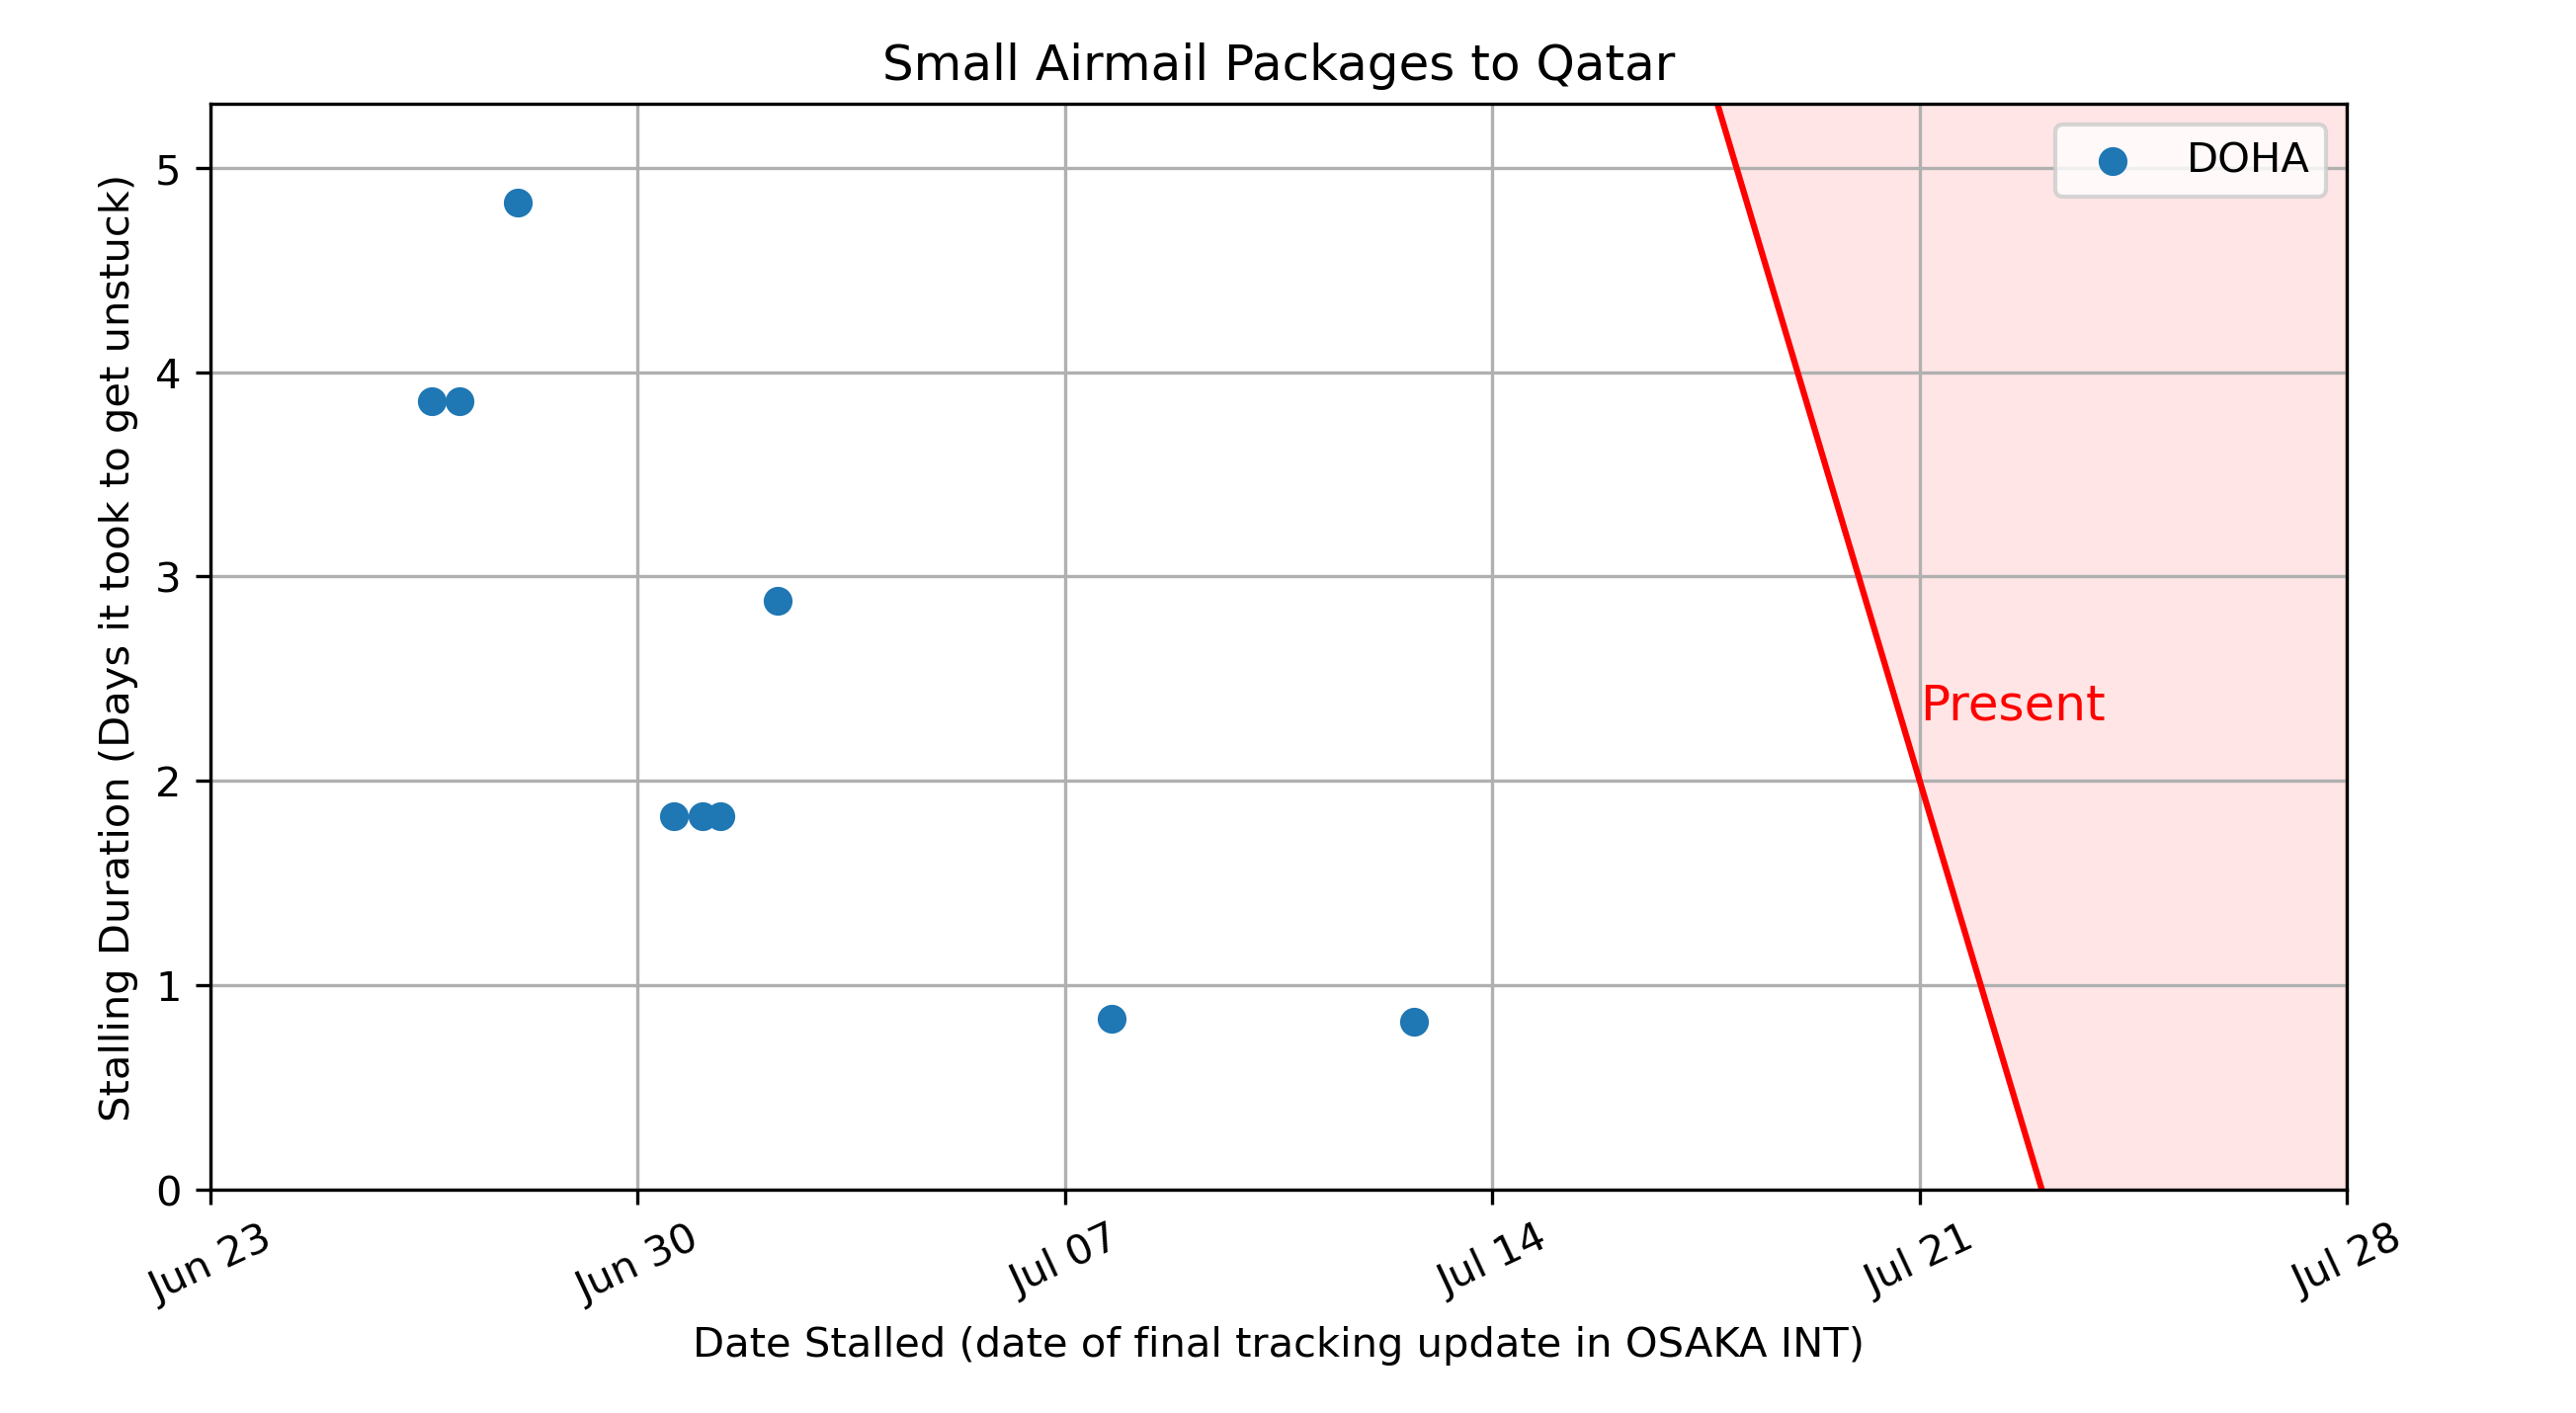 Small Airmail Packages to Qatar
DOHA
Stalling Duration (Days it took to get unstuck)
5
4
3
2
1
0
Present
Jun 23
Jun 30
Jul 07
Jul 14
Jul 21
Jul 28
Date Stalled (date of final tracking update in OSAKA INT)